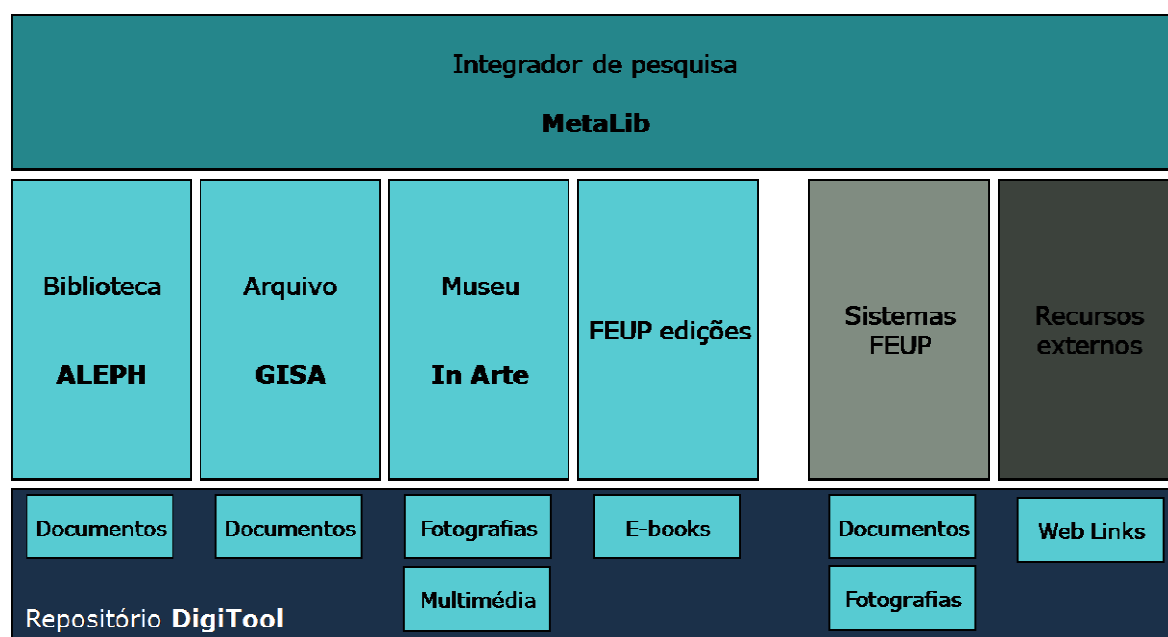 Integrador de pesquisa
MetaLib
Biblioteca
ALEPH
Arquivo
GISA
Museu
In Arte
FEUP edições
Sistemas
FEUP
Recursos
externos
Documentos
Documentos
Fotografias
E-books
Documentos
Web Links
Multimédia
Fotografias
Repositório DigiTool